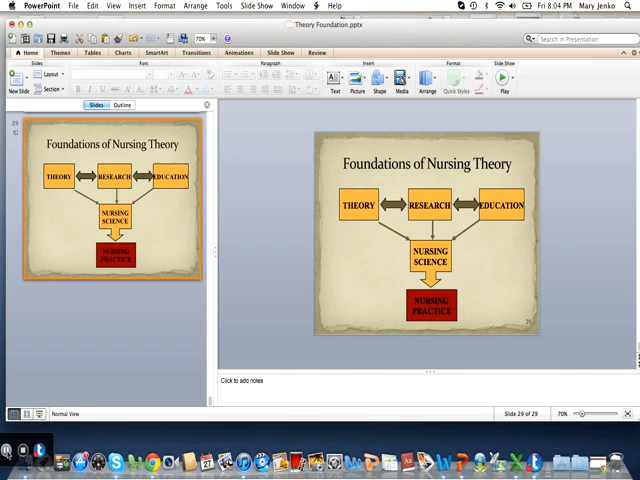 PowerPoint File Edit View Insert Format Arrange Tools Slide Show Window Help Fri 8:04 PM Mary Jenko
Theory Foundation.pptx
70%
Search in Presentation
Home Themes Tables Charts SmartArt Transitions Animations Slide Show Review
Slides Font Paragraph Insert Format Slide Show
New Slide Layout Section Text Picture Shape Media Arrange Quick Styles Play
Slides Outline
29
Foundations of Nursing Theory
THEORY RESEARCH EDUCATION
NURSING
SCIENCE
NURSING
PRACTICE
Foundations of Nursing Theory
THEORY RESEARCH EDUCATION
NURSING
SCIENCE
NURSING
PRACTICE
Click to add notes
Normal View Slide 29 of 29 70%